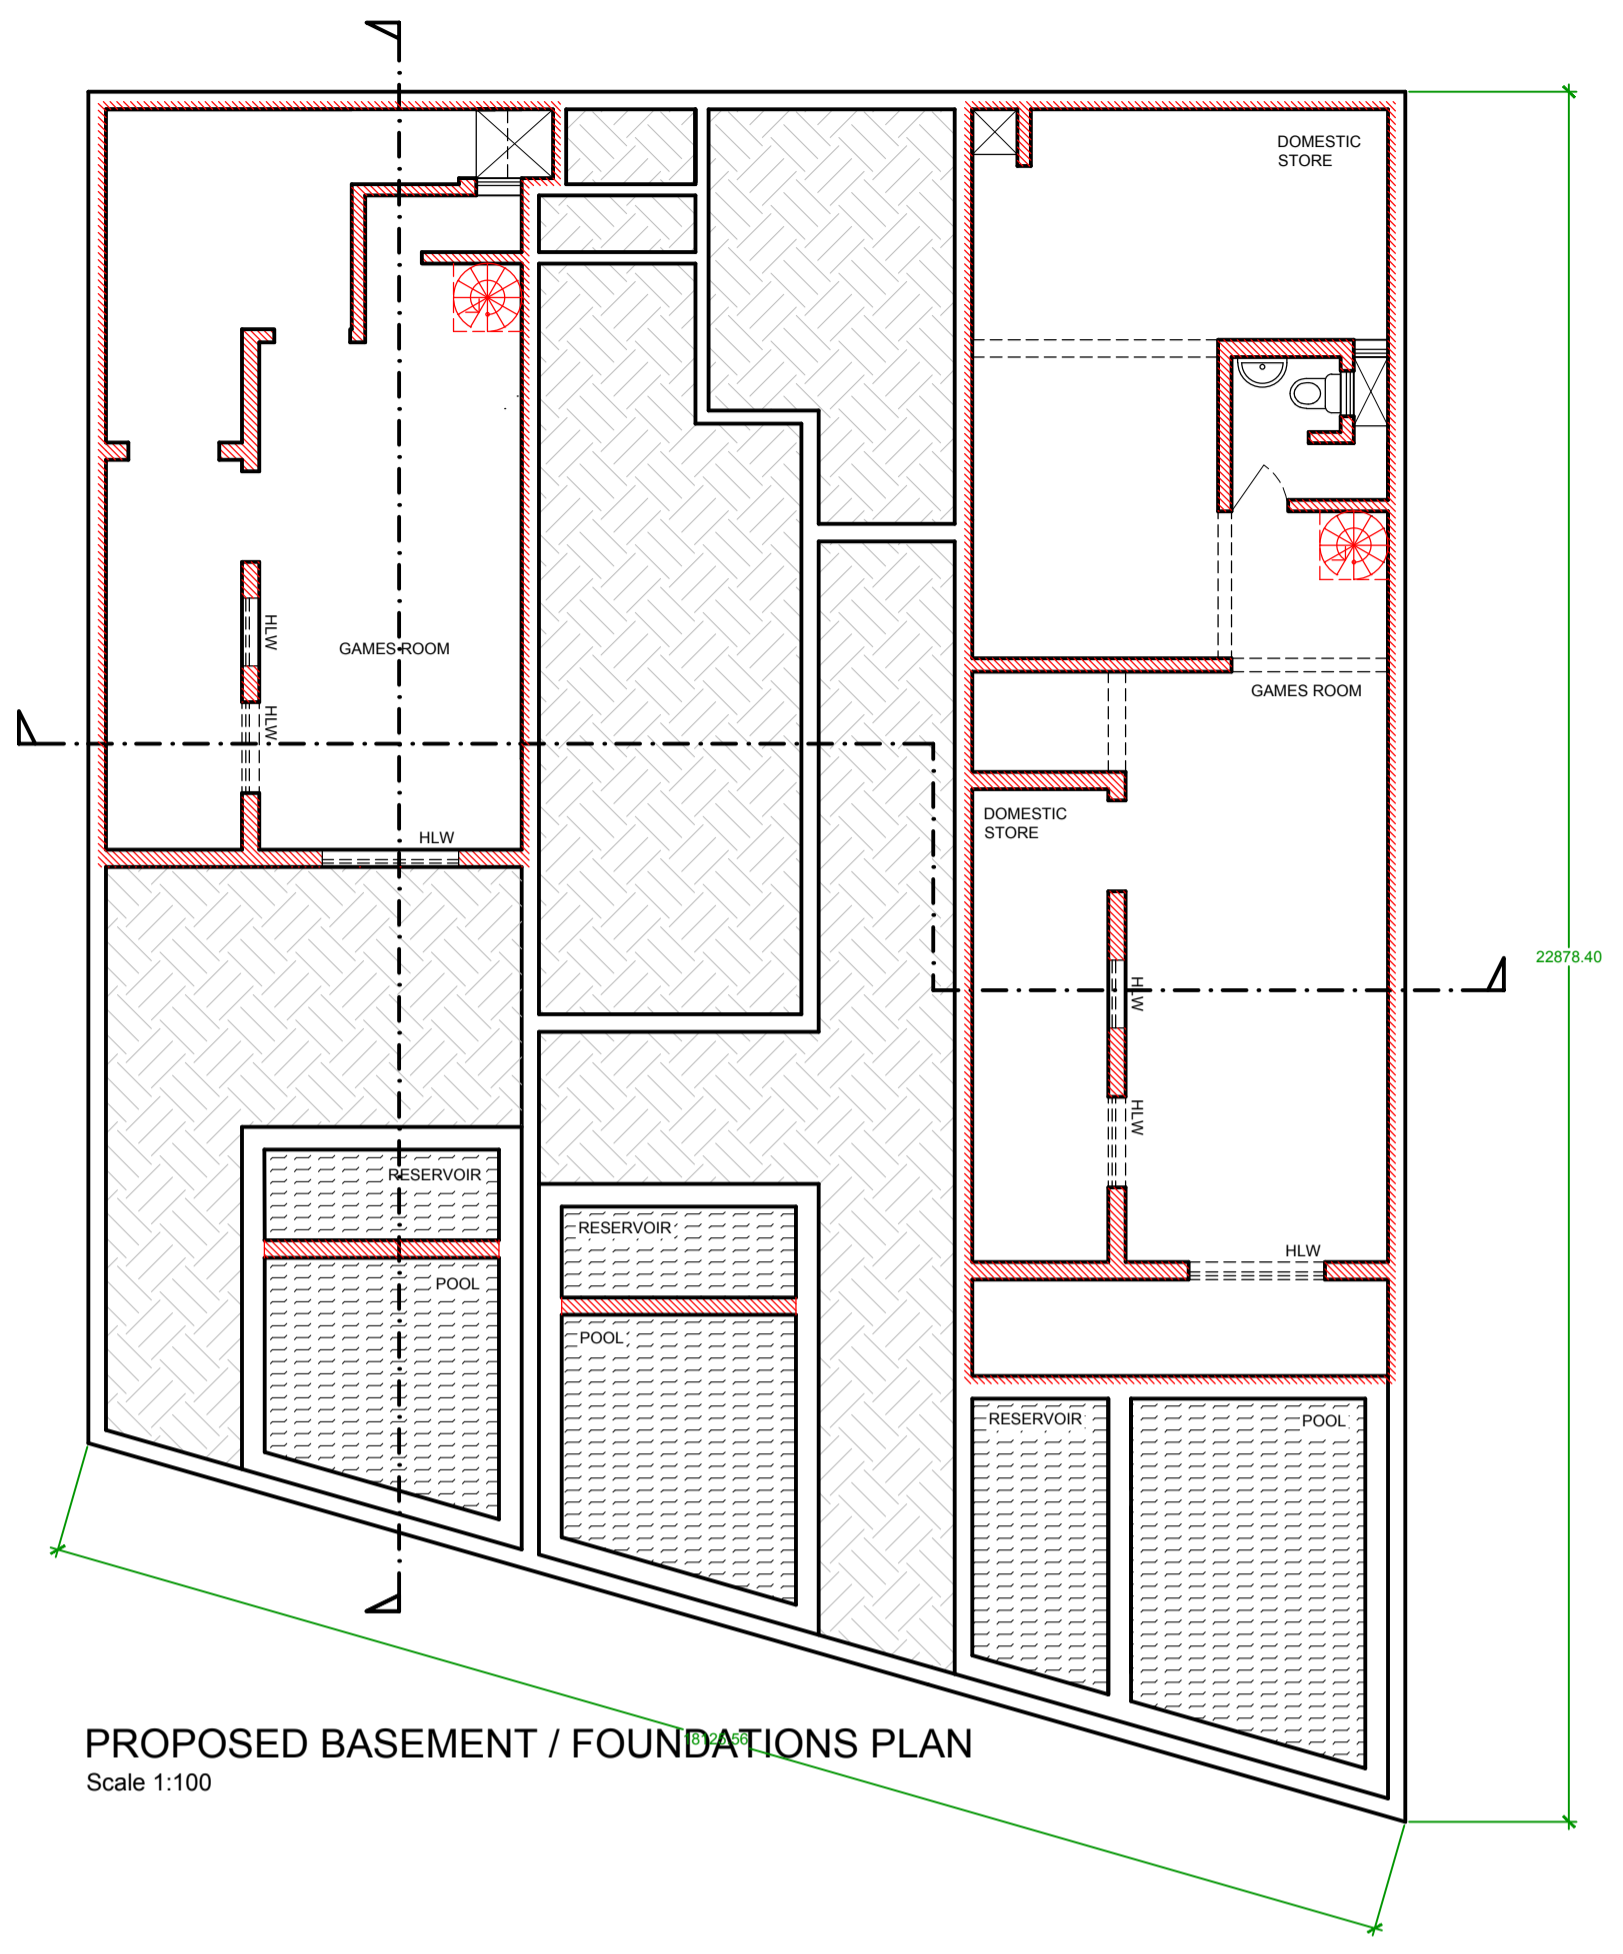 DOMESTIC
STORE
HLW
GAMES ROOM
HLW
GAMES ROOM
DOMESTIC
STORE
HLW
22878.40
HLW
HLW
RESERVOIR
RESERVOIR
HLW
POOL
POOL
RESERVOIR
POOL
PROPOSED BASEMENT / FOUNDATIONS PLAN
Scale 1:100